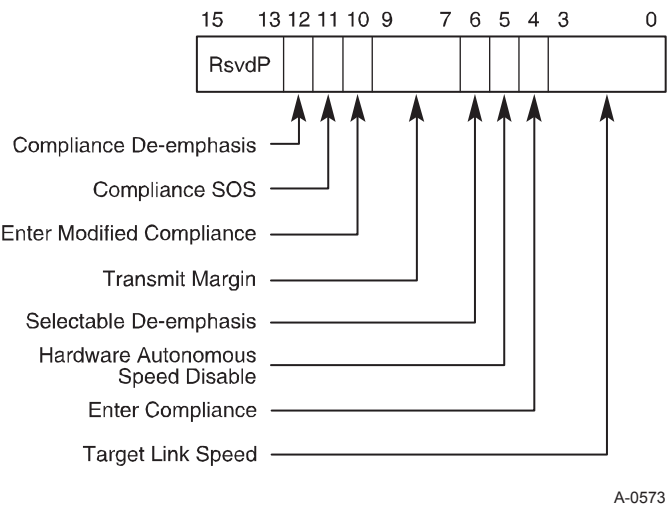 15 13 12 11 10 9 7 6 5 4 3 0
RsvdP
Compliance De-emphasis
Compliance SOS
Enter Modified Compliance
Transmit Margin
Selectable De-emphasis
Hardware Autonomous
Speed Disable
Enter Compliance
Target Link Speed
A-0573